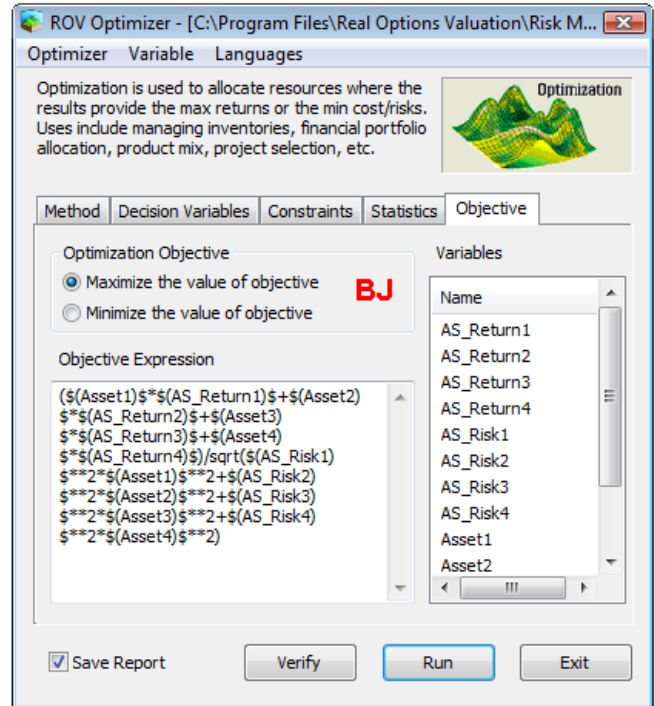 ROV Optimizer - [C:\Program Files\Real Options Valuation\Risk M...
Optimizer Variable Languages
Optimization is used to allocate resources where the
results provide the max returns or the min cost/risks.
Uses include managing inventories, financial portfolio
allocation, product mix, project selection, etc.
Optimization
Method Decision Variables Constraints Statistics Objective
Optimization Objective
Maximize the value of objective
Minimize the value of objective
BJ
Objective Expression
($(Asset1)$*$(AS_Return1)$+$(Asset2)
$*$(AS_Return2)$+$(Asset3)
$*$(AS_Return3)$+$(Asset4)
$*$(AS_Return4)$)/sqrt($(AS_Risk1)
$**2*$(Asset1)$**2+$(AS_Risk2)
$**2*$(Asset2)$**2+$(AS_Risk3)
$**2*$(Asset3)$**2+$(AS_Risk4)
$**2*$(Asset4)$**2)
Variables
Name
AS_Return1
AS_Return2
AS_Return3
AS_Return4
AS_Risk1
AS_Risk2
AS_Risk3
AS_Risk4
Asset1
Asset2
Save Report Verify Run Exit